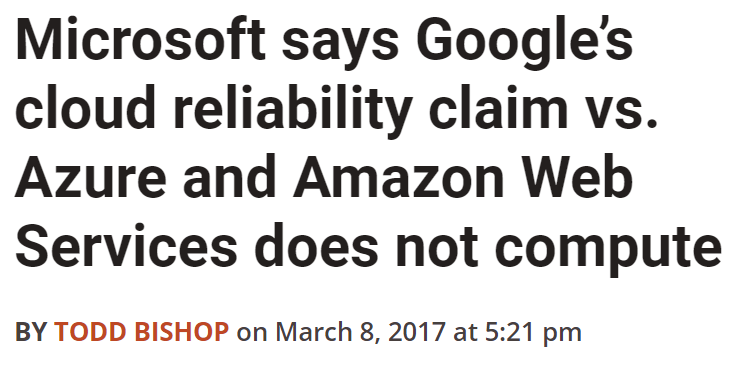 Microsoft says Google’s
cloud reliability claim vs.
Azure and Amazon Web
Services does not compute
BY TODD BISHOP on March 8, 2017 at 5:21 pm